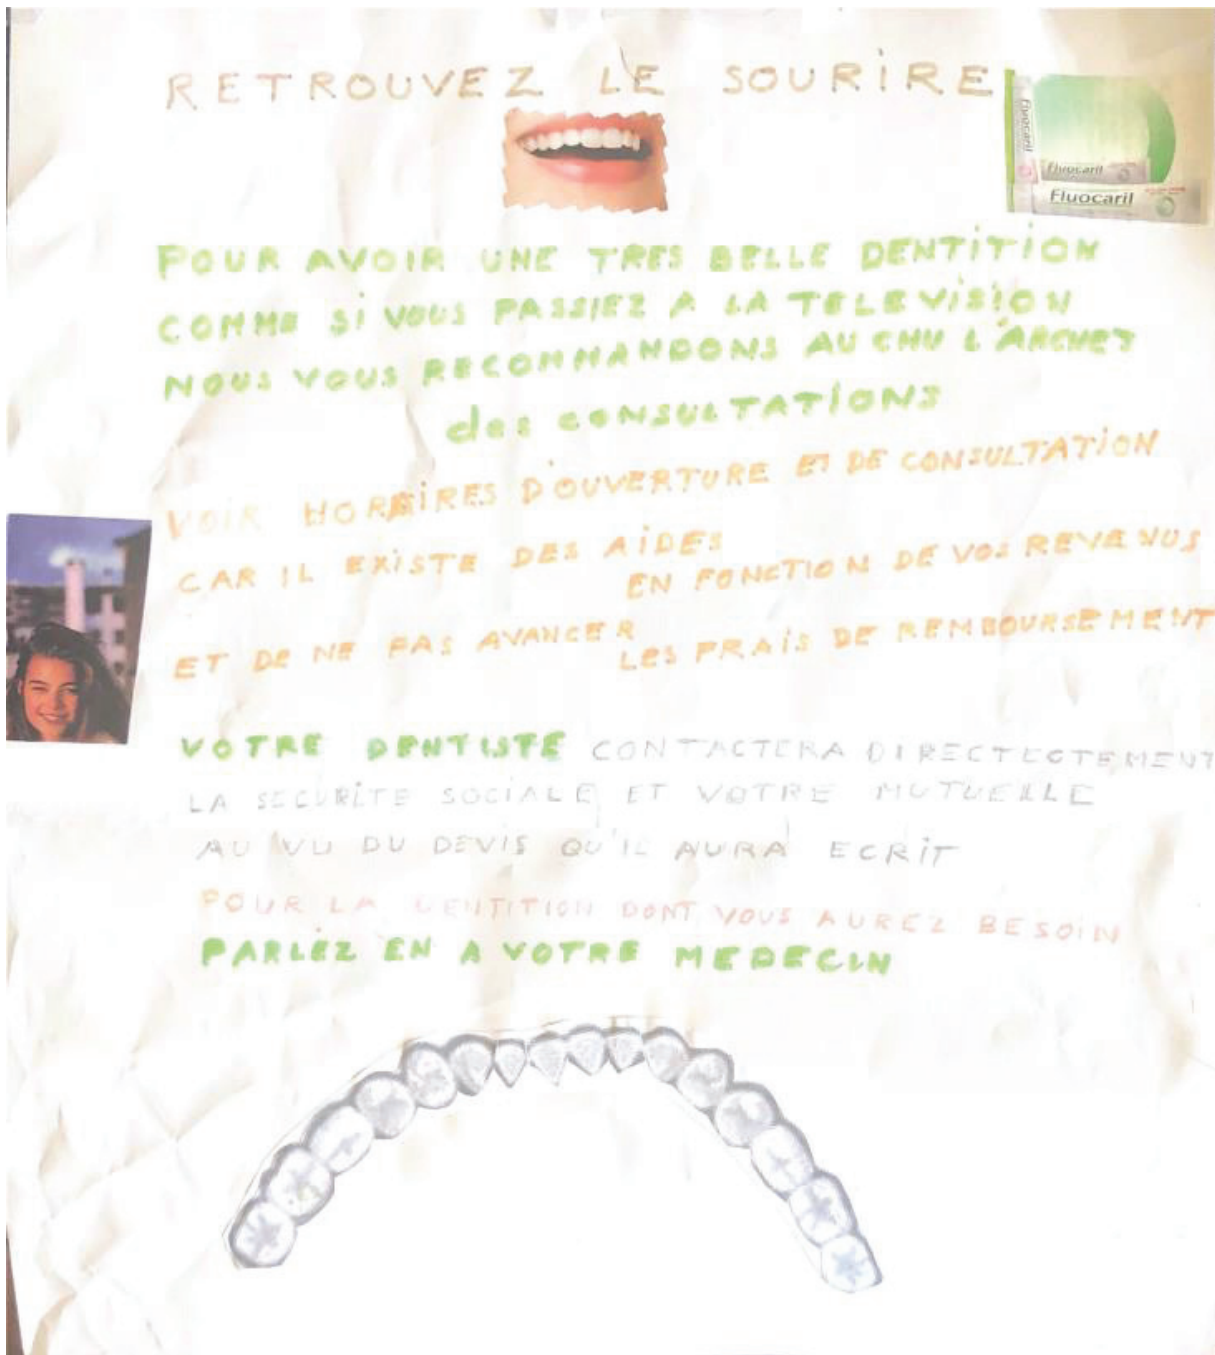 RETROUVEZ LE SOURIRE
Fluocaril
Fluocaril
Fluocaril
POUR AVOIR UNE TRES BELLE DENTITION
COMME SI VOUS PASSIEZ A LA TELEVISION
NOUS VOUS RECOMMANDONS AU CHU L'ARCHET
des CONSULTATIONS
VOIR HORAIRES D'OUVERTURE ET DE CONSULTATION
CAR IL EXISTE DES AIDES
EN FONCTION DE VOS REVENUS
ET DE NE PAS AVANCER
LES FRAIS DE REMBOURSEMENT
VOTRE DENTISTE CONTACTERA DIRECTECTEMENT
LA SECURITE SOCIALE ET VOTRE MUTUELLE
AU VU DU DEVIS QU'IL AURA ECRIT
POUR LA DENTITION DONT VOUS AUREZ BESOIN
PARLEZ EN A VOTRE MEDECIN